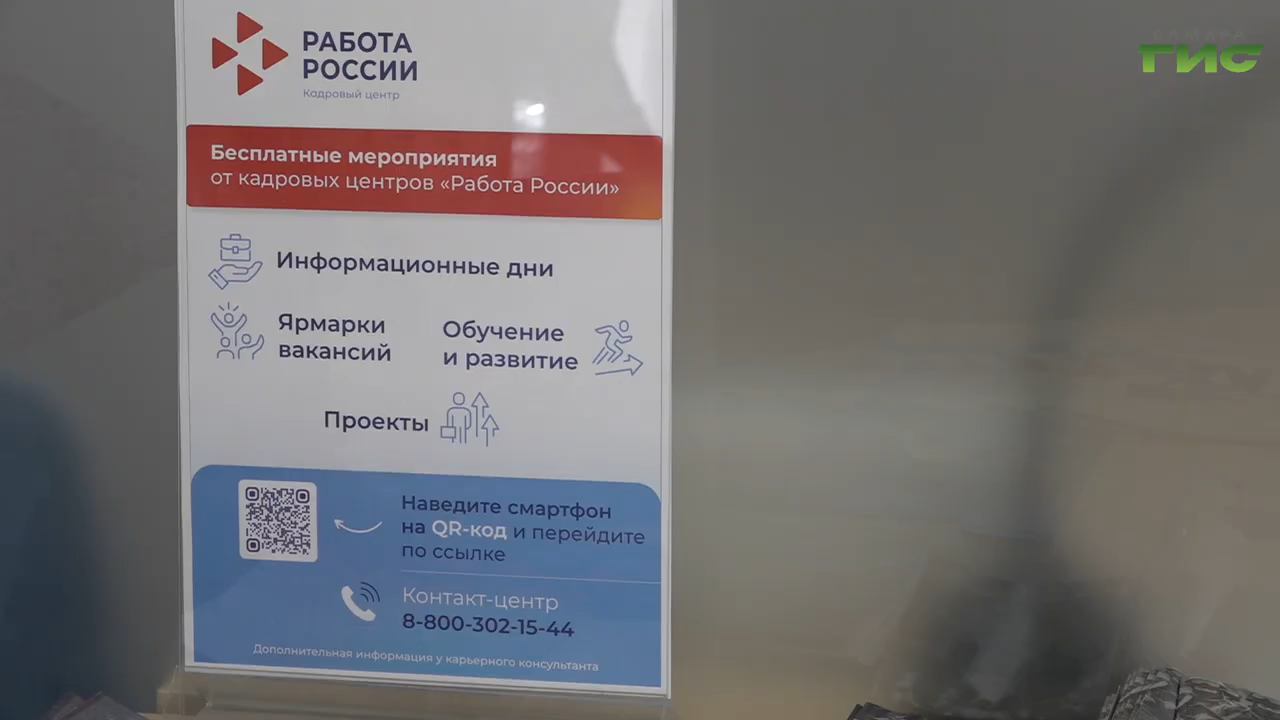 РАБОТА
РОССИИ
Кадровый центр
САМАРА
ГИС
Бесплатные мероприятия
от кадровых центров «Работа России»
Информационные дни
Ярмарки
вакансий
Обучение
и развитие
Проекты
Наведите смартфон
на QR-код и перейдите
по ссылке
Контакт-центр
8-800-302-15-44
Дополнительная информация у карьерного консультанта